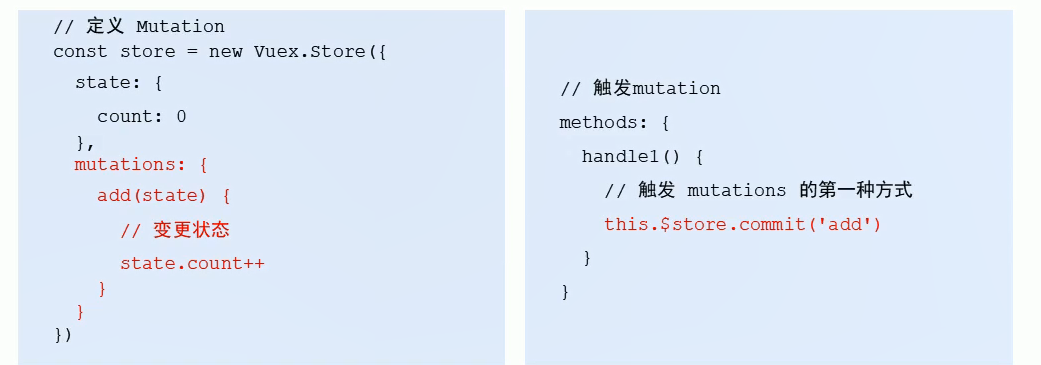 // 定义 Mutation
const store = new Vuex.Store({
  state: {
    count: 0
  },
  mutations: {
    add(state) {
      // 变更状态
      state.count++
    }
  }
})
// 触发mutation
methods: {
  handle1() {
    // 触发 mutations 的第一种方式
    this.$store.commit('add')
  }
}